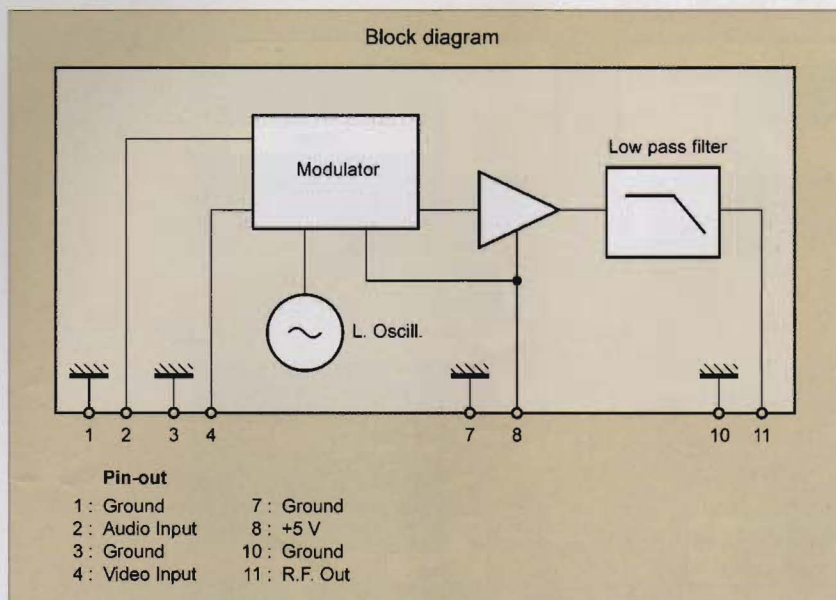 Block diagram
Low pass filter
Modulator
L. Oscill.
1 2 3 4 7 8 10 11
Pin-out
1 : Ground
2 : Audio Input
3 : Ground
4 : Video Input
7 : Ground
8 : +5 V
10 : Ground
11 : R.F. Out